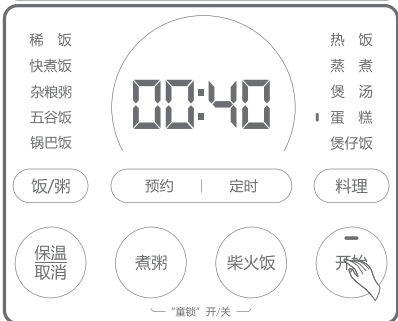 稀 饭
快煮饭
杂粮粥
五谷饭
锅巴饭
00:40
热 饭
蒸 煮
煲 汤
蛋 糕
煲仔饭
饭/粥
预约 | 定时
料理
保温
取消
煮粥
柴火饭
开始
“童锁” 开/关